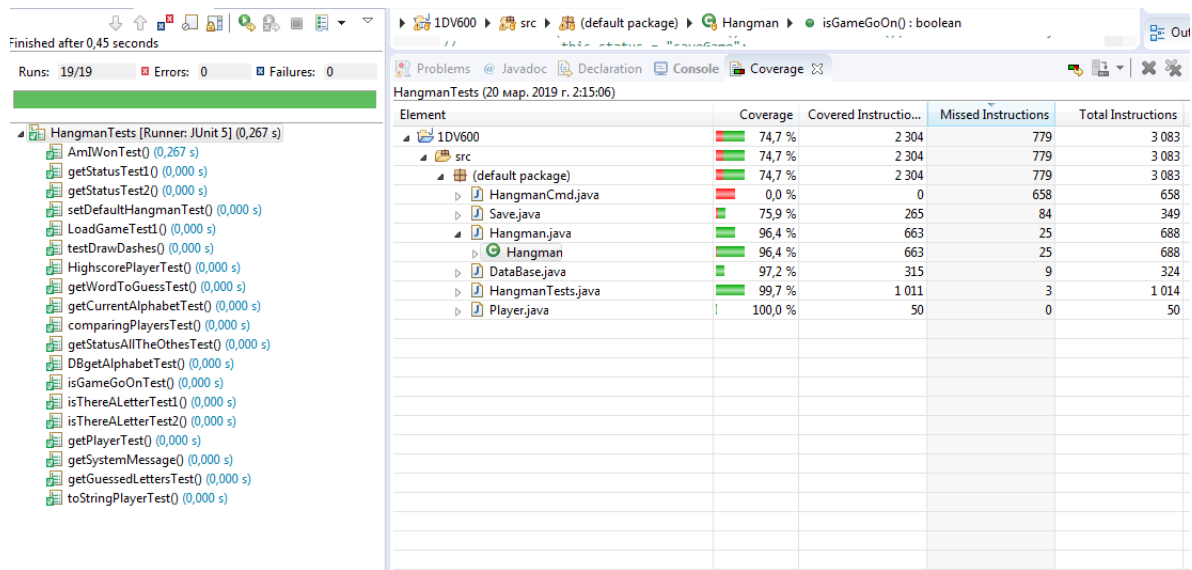 Finished after 0,45 seconds
Runs: 19/19 Errors: 0 Failures: 0
HangmanTests [Runner: JUnit 5] (0,267 s)
AmIWonTest() (0,267 s)
getStatusTest1() (0,000 s)
getStatusTest2() (0,000 s)
setDefaultHangmanTest() (0,000 s)
LoadGameTest1() (0,000 s)
testDrawDashes() (0,000 s)
HighscorePlayerTest() (0,000 s)
getWordToGuessTest() (0,000 s)
getCurrentAlphabetTest() (0,000 s)
comparingPlayersTest() (0,000 s)
getStatusAllTheOthesTest() (0,000 s)
DBgetAlphabetTest() (0,000 s)
isGameGoOnTest() (0,000 s)
isThereALetterTest1() (0,000 s)
isThereALetterTest2() (0,000 s)
getPlayerTest() (0,000 s)
getSystemMessage() (0,000 s)
getGuessedLettersTest() (0,000 s)
toStringPlayerTest() (0,000 s)
1DV600 src (default package) Hangman isGameGoOn() : boolean
// this.status = "saveGame";
Out
Problems @ Javadoc Declaration Console Coverage
HangmanTests (20 мар. 2019 г. 2:15:06)
Element Coverage Covered Instructio... Missed Instructions Total Instructions
1DV600 74,7 % 2 304 779 3 083
src 74,7 % 2 304 779 3 083
(default package) 74,7 % 2 304 779 3 083
HangmanCmd.java 0,0 % 0 658 658
Save.java 75,9 % 265 84 349
Hangman.java 96,4 % 663 25 688
Hangman 96,4 % 663 25 688
DataBase.java 97,2 % 315 9 324
HangmanTests.java 99,7 % 1 011 3 1 014
Player.java 100,0 % 50 0 50